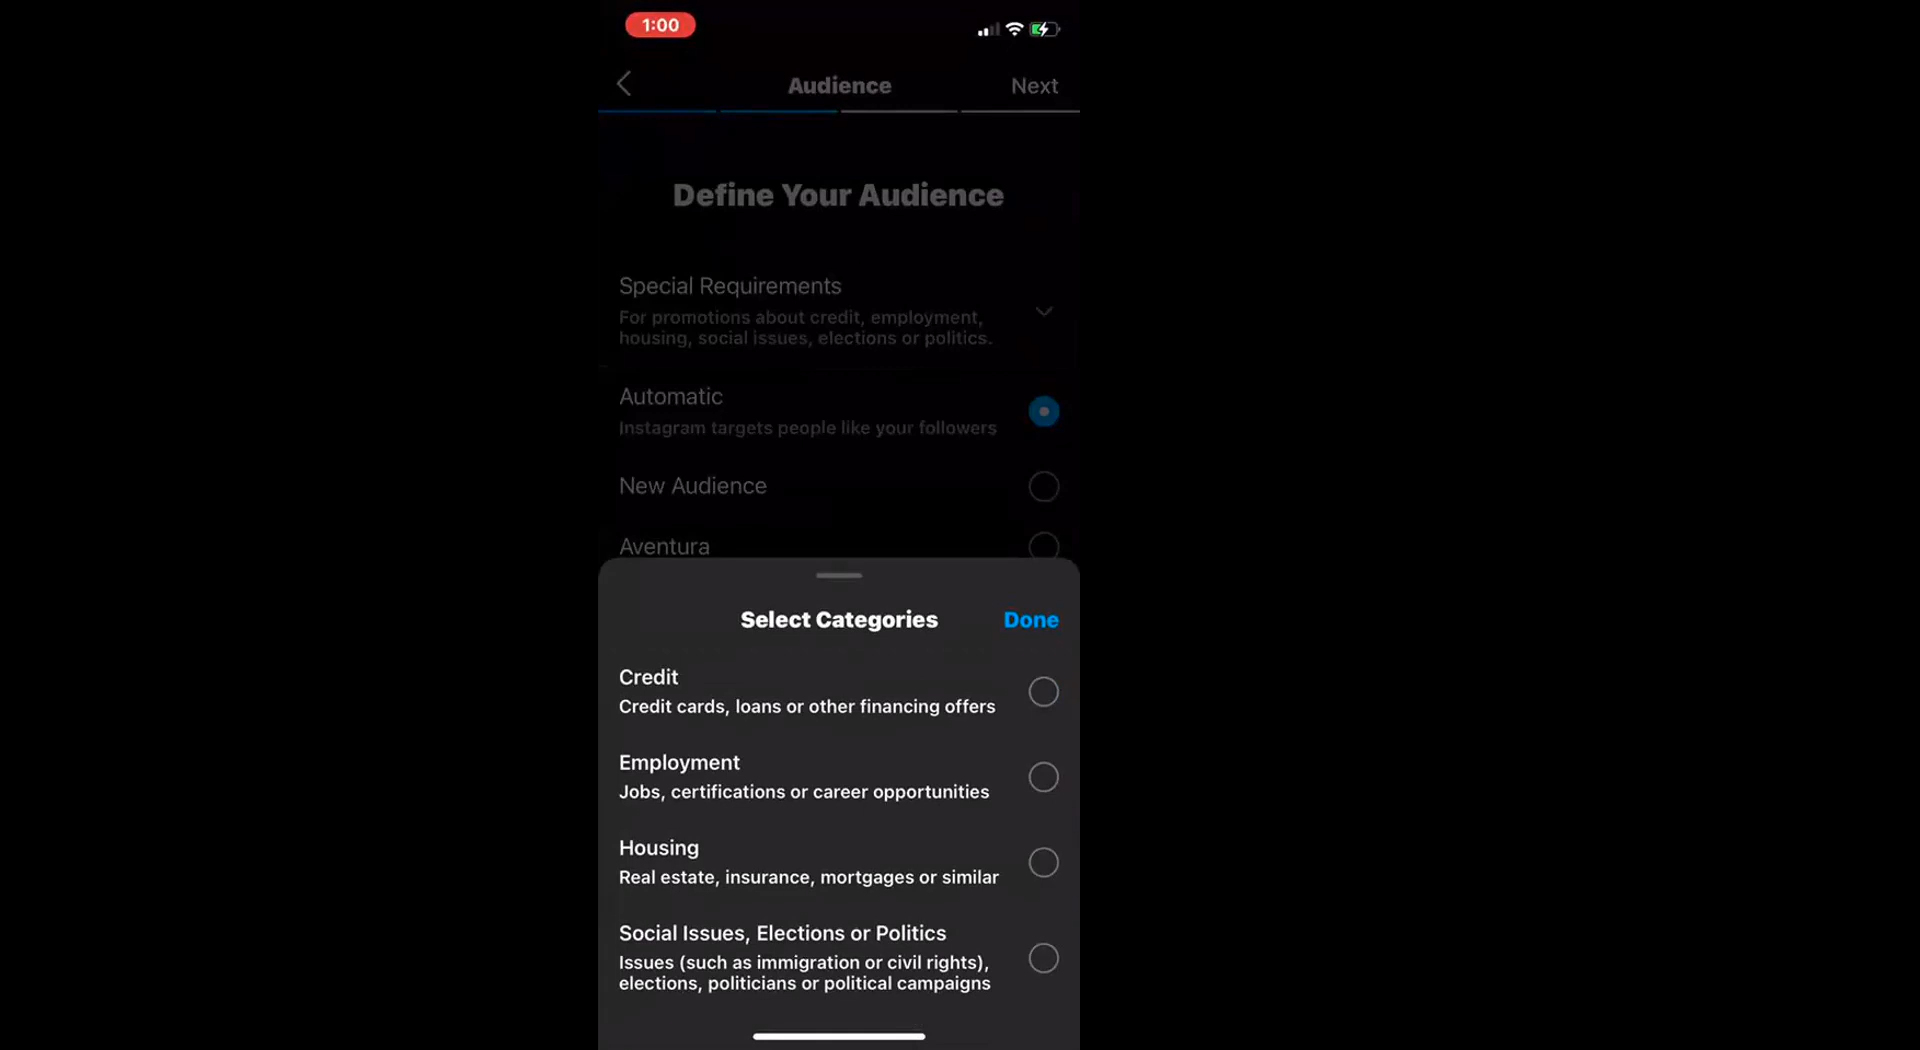 1:00
Audience
Next
Define Your Audience
Special Requirements
For promotions about credit, employment,
housing, social issues, elections or politics.
Automatic
Instagram targets people like your followers
New Audience
Aventura
Select Categories
Done
Credit
Credit cards, loans or other financing offers
Employment
Jobs, certifications or career opportunities
Housing
Real estate, insurance, mortgages or similar
Social Issues, Elections or Politics
Issues (such as immigration or civil rights),
elections, politicians or political campaigns